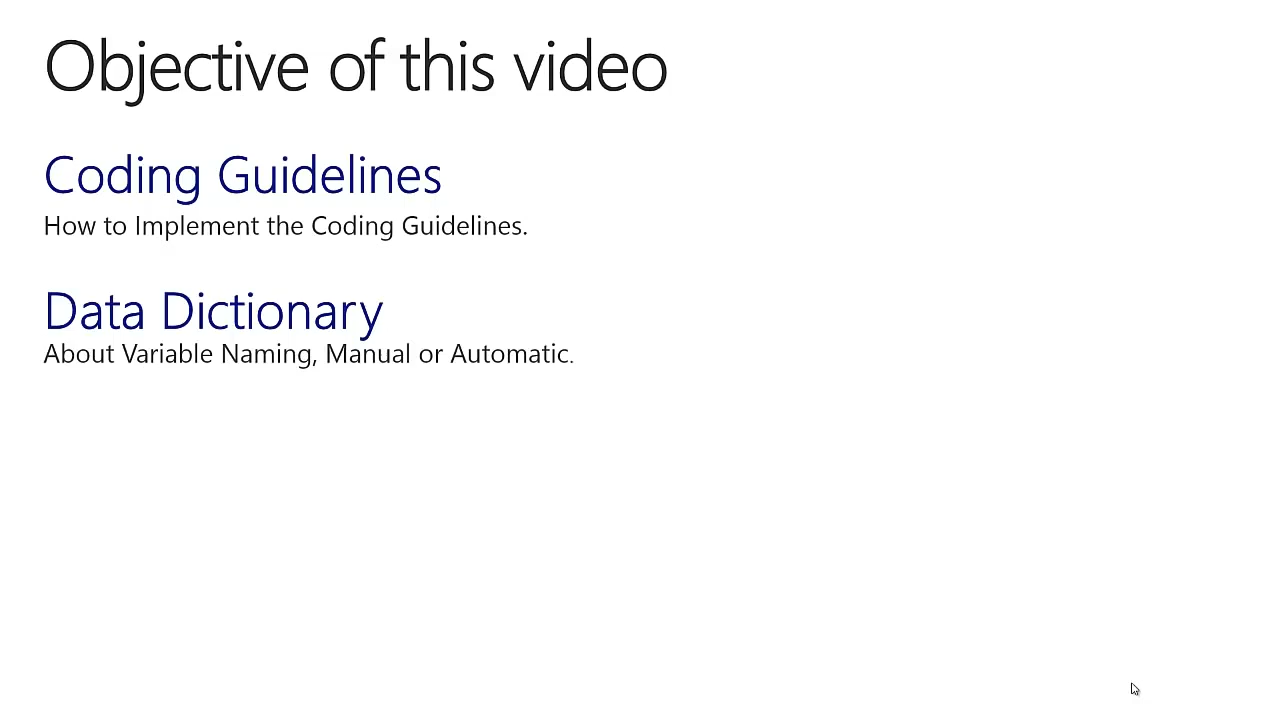 Objective of this video
Coding Guidelines
How to Implement the Coding Guidelines.
Data Dictionary
About Variable Naming, Manual or Automatic.